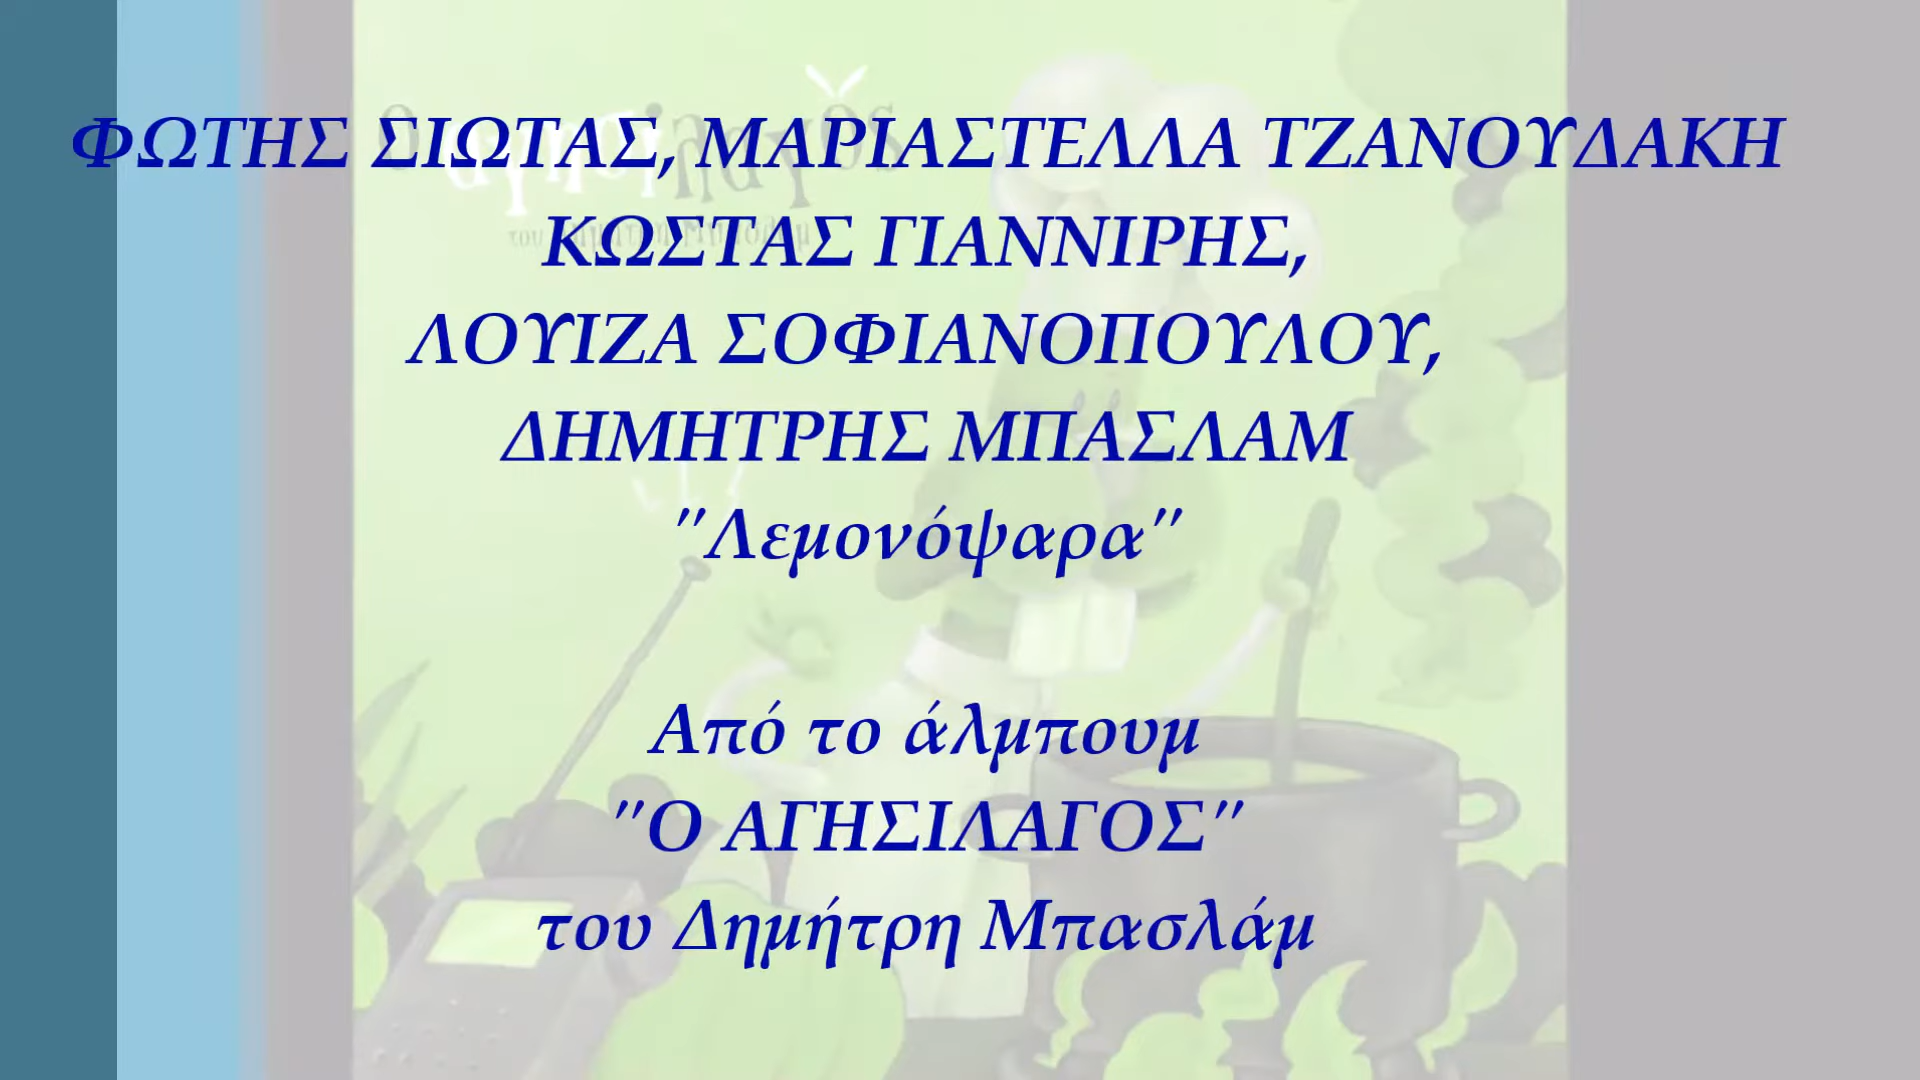 ΦΩΤΗΣ ΣΙΩΤΑΣ, ΜΑΡΙΑΣΤΕΛΛΑ ΤΖΑΝΟΥΔΑΚΗ
ΚΩΣΤΑΣ ΓΙΑΝΝΙΡΗΣ,
ΛΟΥΙΖΑ ΣΟΦΙΑΝΟΠΟΥΛΟΥ,
ΔΗΜΗΤΡΗΣ ΜΠΑΣΛΑΜ
"Λεμονόψαρα"
Από το άλμπουμ
"Ο ΑΓΗΣΙΛΑΓΟΣ"
του Δημήτρη Μπασλάμ